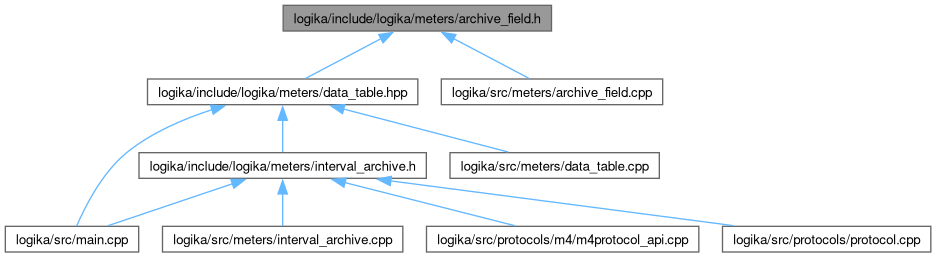 logika/include/logika/meters/archive_field.h
logika/include/logika/meters/data_table.hpp
logika/src/meters/archive_field.cpp
logika/include/logika/meters/interval_archive.h
logika/src/meters/data_table.cpp
logika/src/main.cpp
logika/src/meters/interval_archive.cpp
logika/src/protocols/m4/m4protocol_api.cpp
logika/src/protocols/protocol.cpp